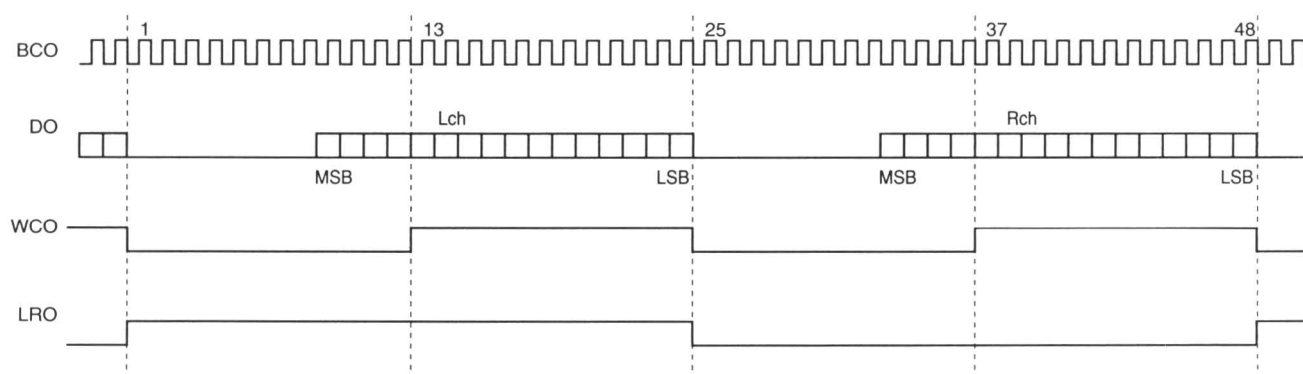 1 13 25 37 48
BCO
Lch Rch
DO
MSB LSB MSB LSB
WCO
LRO